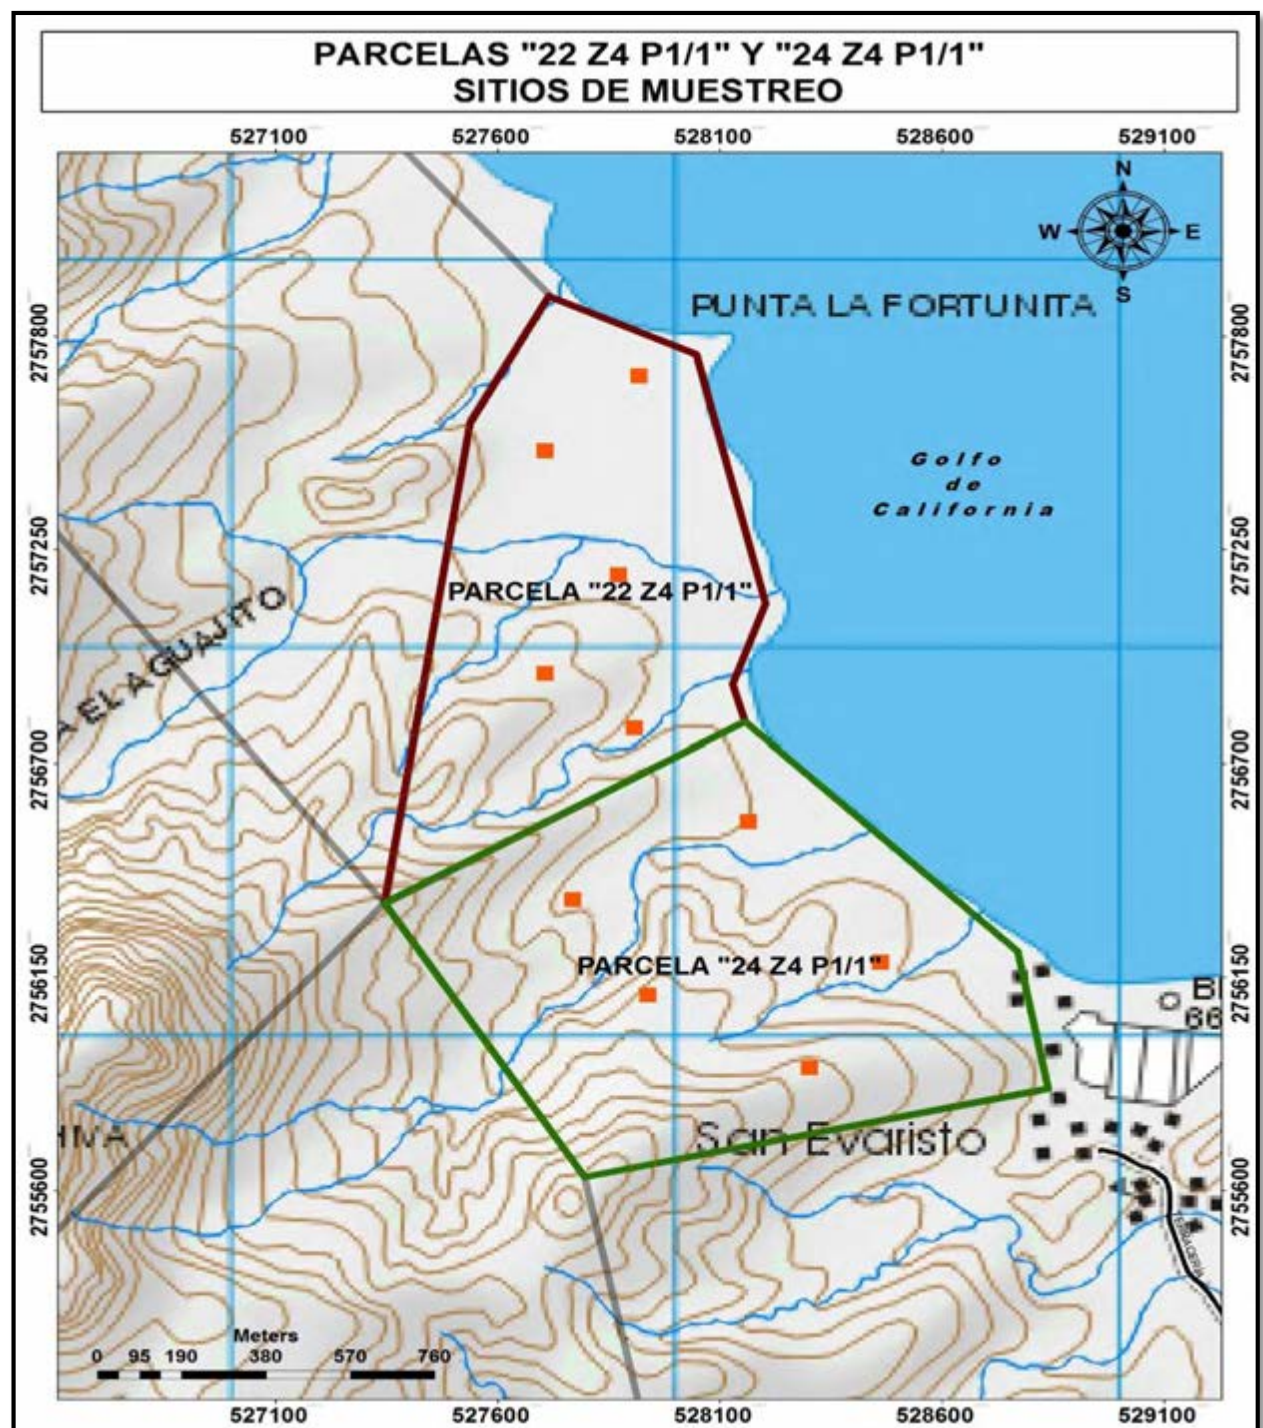 PARCELAS "22 Z4 P1/1" Y "24 Z4 P1/1"
SITIOS DE MUESTREO
527100 527600 528100 528600 529100
N
W E
S
PUNTA LA FORTUNITA
2757800 2757800
Golfo
de
California
2757250 2757250
PARCELA "22 Z4 P1/1"
EL AGUAJITO
2756700 2756700
PARCELA "24 Z4 P1/1"
2756150 2756150
66
San Evaristo
2755600 2755600
TERRACERÍA
Meters
0 95 190 380 570 760
527100 527600 528100 528600 529100